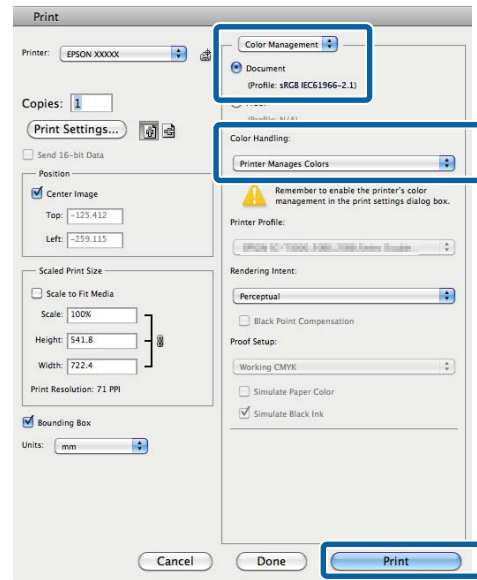 Print
Printer: EPSON XXXXX
Copies: 1
Print Settings...
Send 16-bit Data
Position
Center Image
Top: -125.412
Left: -259.115
Scaled Print Size
Scale to Fit Media
Scale: 100%
Height: 541.8
Width: 722.4
Print Resolution: 71 PPI
Bounding Box
Units: mm
Color Management
Document
(Profile: sRGB IEC61966-2.1)
(Profile: N/A)
Color Handling:
Printer Manages Colors
Remember to enable the printer's color
management in the print settings dialog box.
Printer Profile:
Rendering Intent:
Perceptual
Black Point Compensation
Proof Setup:
Working CMYK
Simulate Paper Color
Simulate Black Ink
Cancel
Done
Print